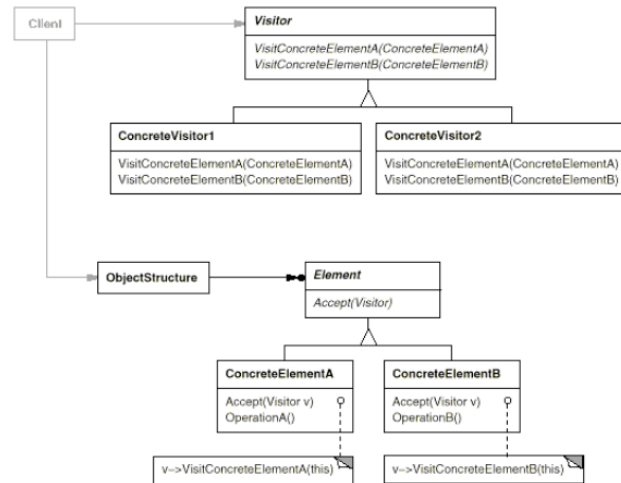 Client
Visitor
VisitConcreteElementA(ConcreteElementA)
VisitConcreteElementB(ConcreteElementB)
ConcreteVisitor1
VisitConcreteElementA(ConcreteElementA)
VisitConcreteElementB(ConcreteElementB)
ConcreteVisitor2
VisitConcreteElementA(ConcreteElementA)
VisitConcreteElementB(ConcreteElementB)
ObjectStructure
Element
Accept(Visitor)
ConcreteElementA
Accept(Visitor v)
OperationA()
ConcreteElementB
Accept(Visitor v)
OperationB()
v->VisitConcreteElementA(this)
v->VisitConcreteElementB(this)